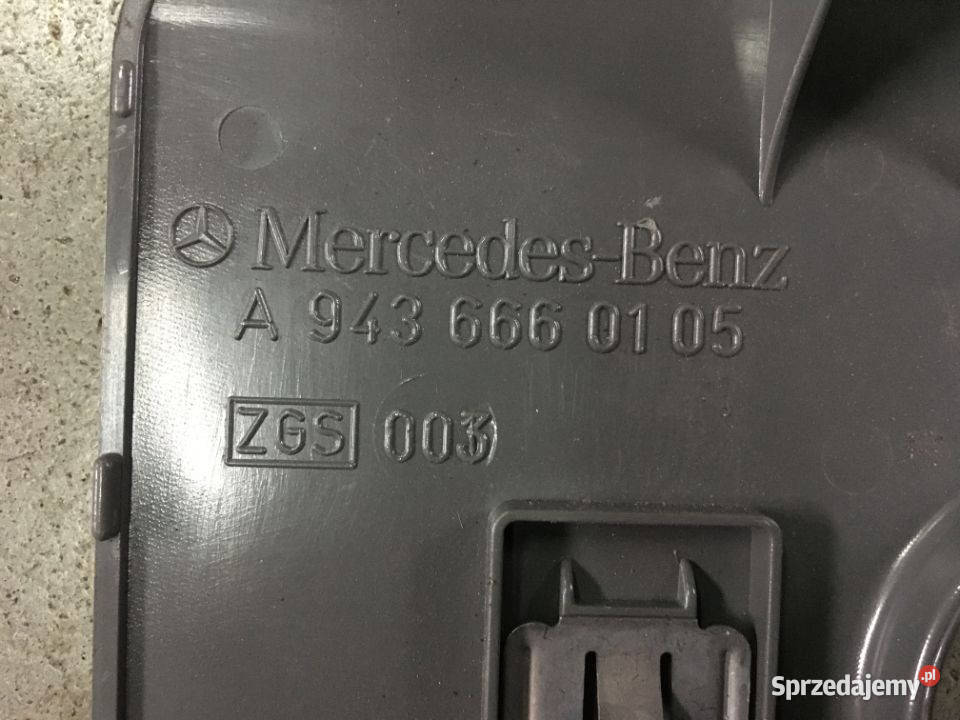 Mercedes-Benz
A 943 666 01 05
ZGS 003
Sprzedajemy.pl